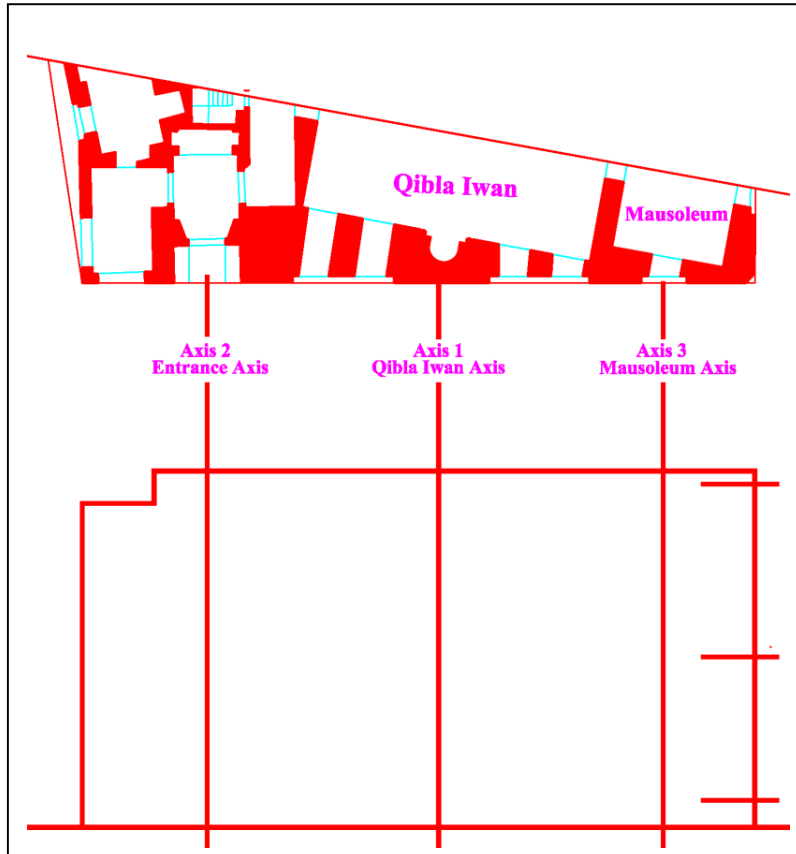 Qibla Iwan
Mausoleum
Axis 2
Entrance Axis
Axis 1
Qibla Iwan Axis
Axis 3
Mausoleum Axis